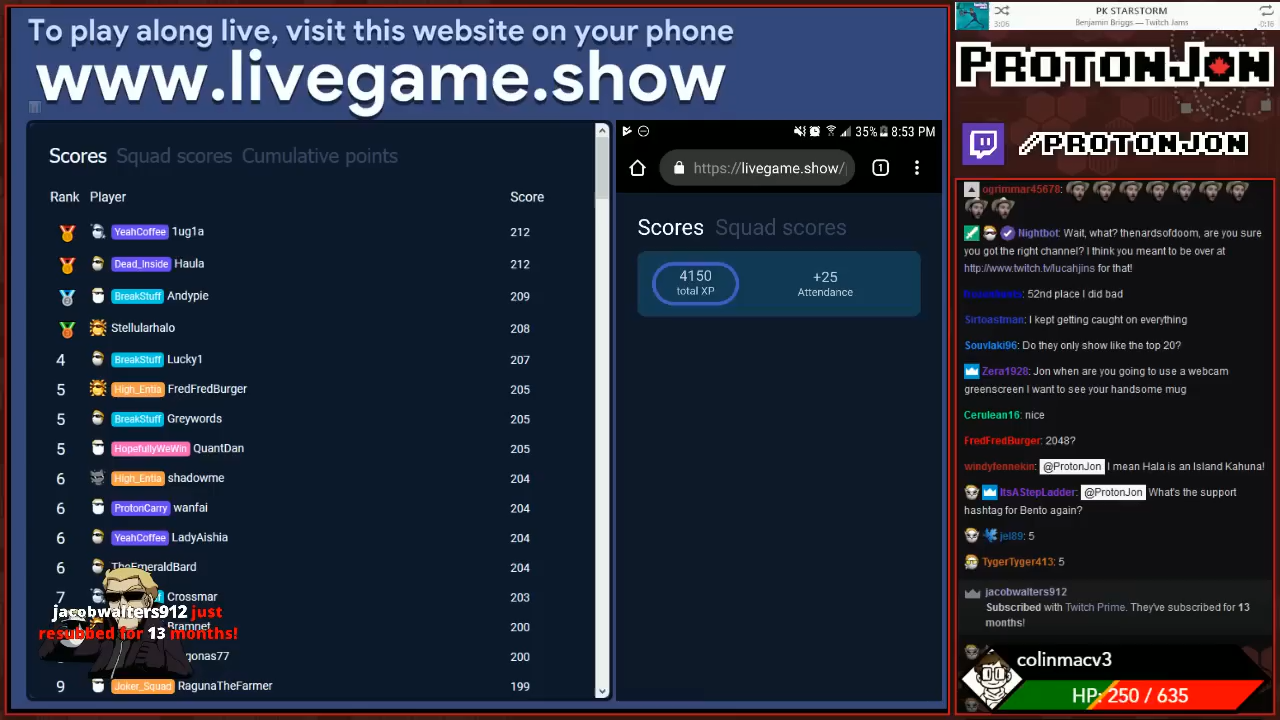 To play along live, visit this website on your phone
www.livegame.show
Scores Squad scores Cumulative points
Rank Player Score
YeahCoffee 1ug1a 212
Dead_Inside Haula 212
BreakStuff Andypie 209
Stellularhalo 208
4 BreakStuff Lucky1 207
5 High_Entia FredFredBurger 205
5 BreakStuff Greywords 205
5 HopefullyWeWin QuantDan 205
6 High_Entia shadowme 204
6 ProtonCarry wanfai 204
6 YeahCoffee LadyAishia 204
6 TheEmeraldBard 204
7 Crossmar 203
Bramnet 200
gonas77 200
9 Joker_Squad RagunaTheFarmer 199
jacobwalters912 just
resubbed for 13 months!
35% 8:53 PM
https://livegame.show/
1
Scores Squad scores
4150
total XP
+25
Attendance
3:06
PK STARSTORM
Benjamin Briggs — Twitch Jams
0:16
PROTONJON
/PROTONJON
ogrimmar45678:
Nightbot: Wait, what? thenardsofdoom, are you sure
you got the right channel? I think you meant to be over at
http://www.twitch.tv/lucahjins for that!
52nd place I did bad
Sirtoastman: I kept getting caught on everything
Souvlaki96: Do they only show like the top 20?
Zera1928: Jon when are you going to use a webcam
greenscreen I want to see your handsome mug
Cerulean16: nice
FredFredBurger: 2048?
windyfennekin: @ProtonJon I mean Hala is an Island Kahuna!
ItsAStepLadder: @ProtonJon What's the support
hashtag for Bento again?
jel89: 5
TygerTyger413: 5
jacobwalters912
Subscribed with Twitch Prime. They've subscribed for 13
months!
colinmacv3
HP: 250 / 635